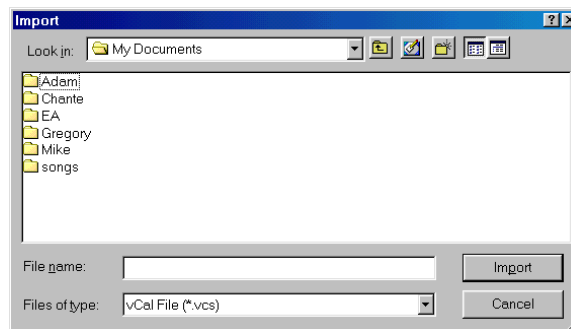 Import
Look in: My Documents
Adam
Chante
EA
Gregory
Mike
songs
File name: Import
Files of type: vCal File (*.vcs) Cancel